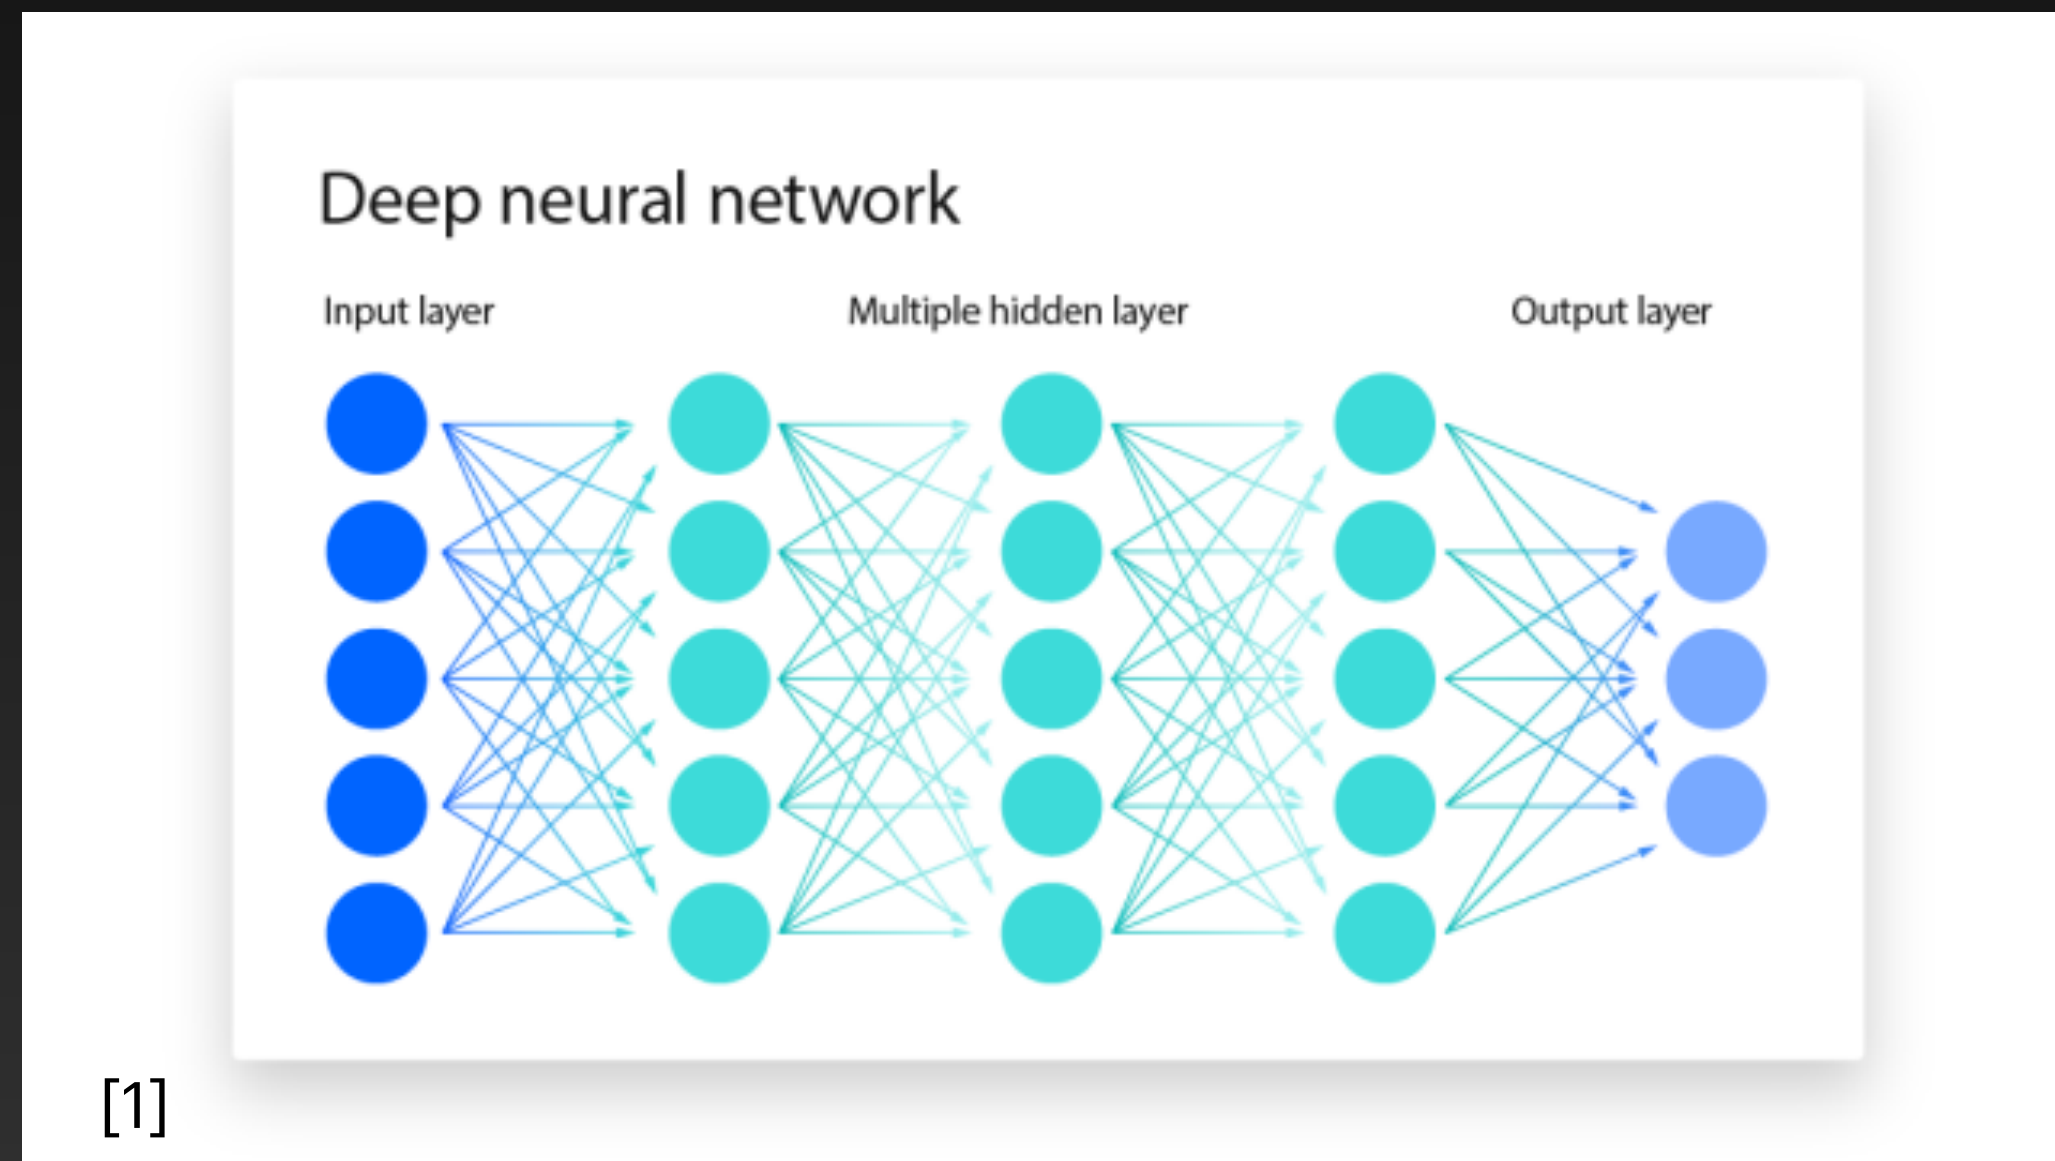 Deep neural network
Input layer
Multiple hidden layer
Output layer
[1]